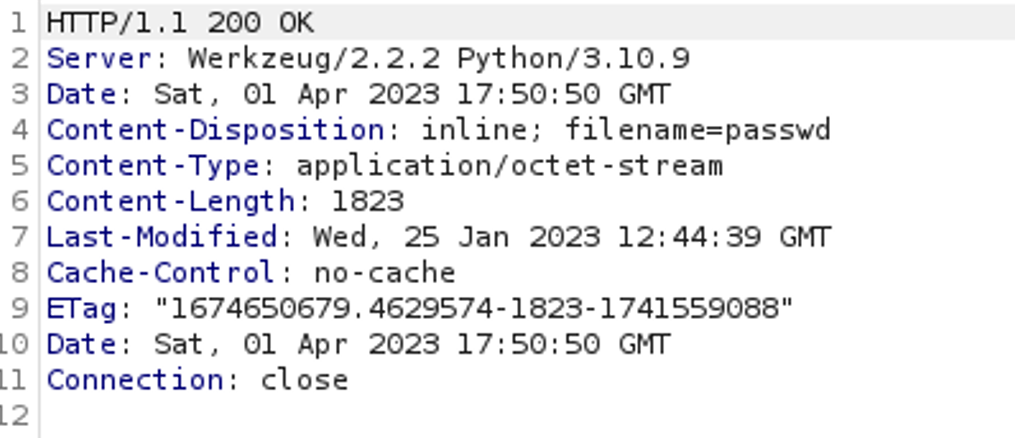 1 HTTP/1.1 200 OK
2 Server: Werkzeug/2.2.2 Python/3.10.9
3 Date: Sat, 01 Apr 2023 17:50:50 GMT
4 Content-Disposition: inline; filename=passwd
5 Content-Type: application/octet-stream
6 Content-Length: 1823
7 Last-Modified: Wed, 25 Jan 2023 12:44:39 GMT
8 Cache-Control: no-cache
9 ETag: "1674650679.4629574-1823-1741559088"
10 Date: Sat, 01 Apr 2023 17:50:50 GMT
11 Connection: close
12